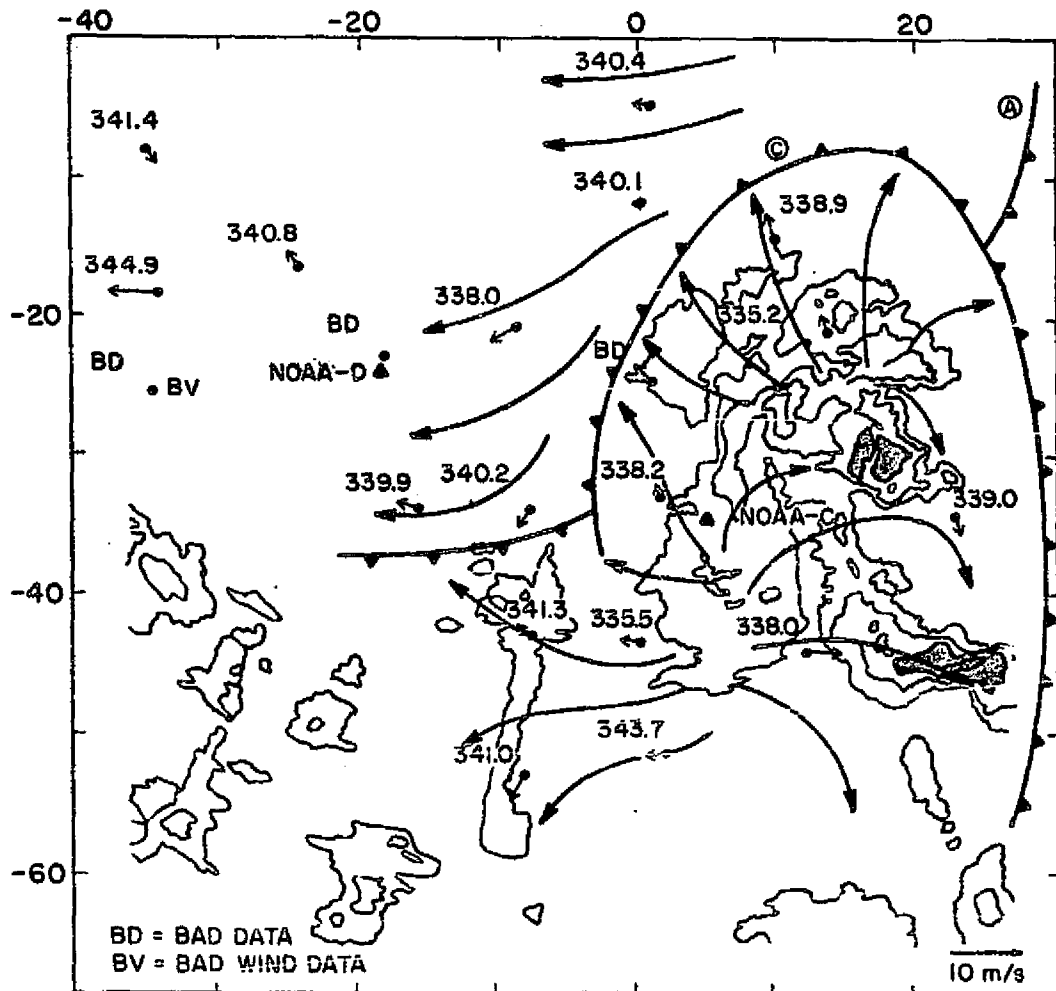 -40 -20 0 20
-40
340.4
A
341.4
C
340.1
338.9
340.8
344.9
338.0
-20
335.2
BD
BD
BD
NOAA-D
BV
340.2
338.2
339.9
339.0
NOAA-C
-40
341.3
335.5
338.0
343.7
341.0
-60
BD = BAD DATA
BV = BAD WIND DATA
10 m/s